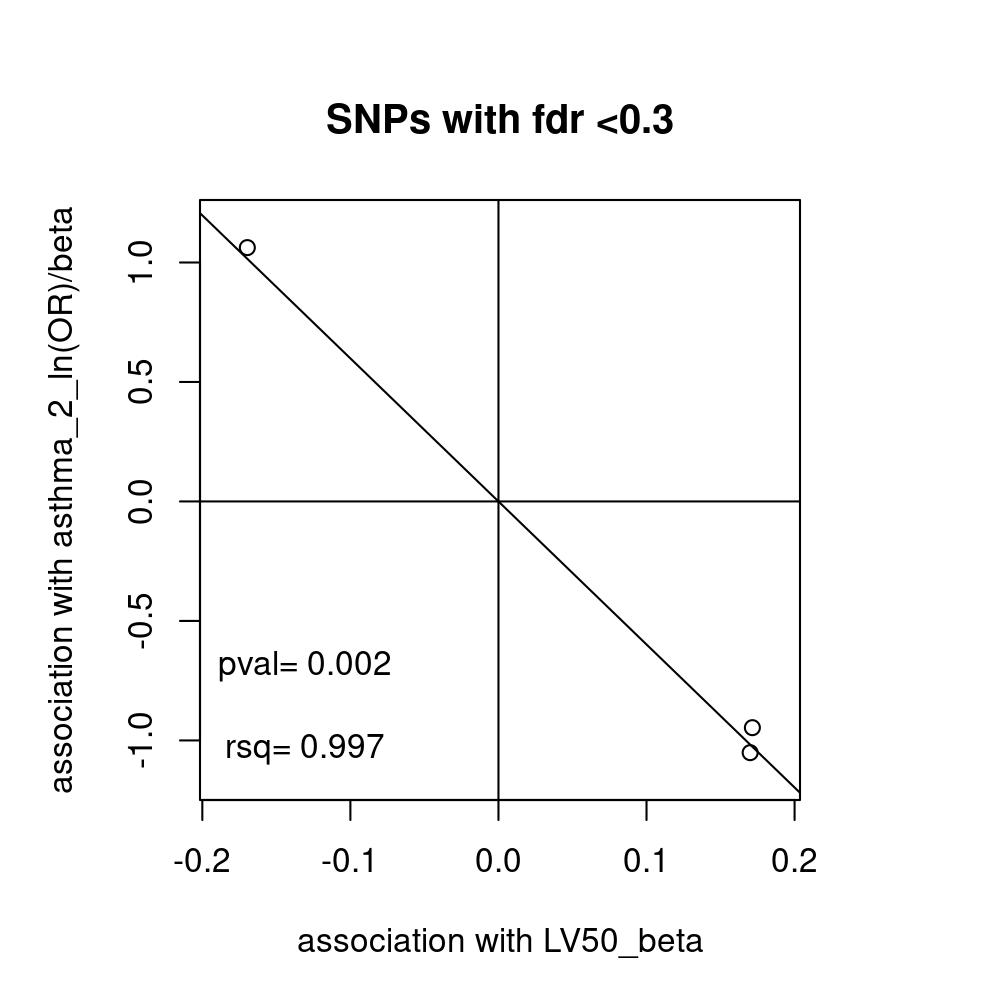 SNPs with fdr <0.3
association with asthma_2_ln(OR)/beta
1.0
0.5
0.0
-0.5
-1.0
pval= 0.002
rsq= 0.997
-0.2 -0.1 0.0 0.1 0.2
association with LV50_beta